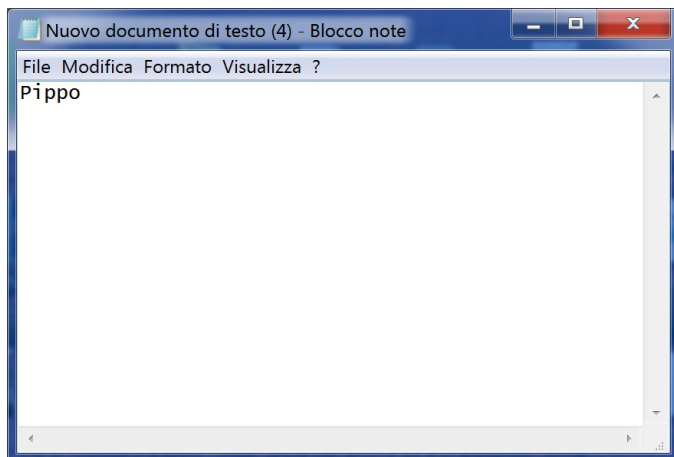 Nuovo documento di testo (4) - Blocco note
File Modifica Formato Visualizza ?
Pippo